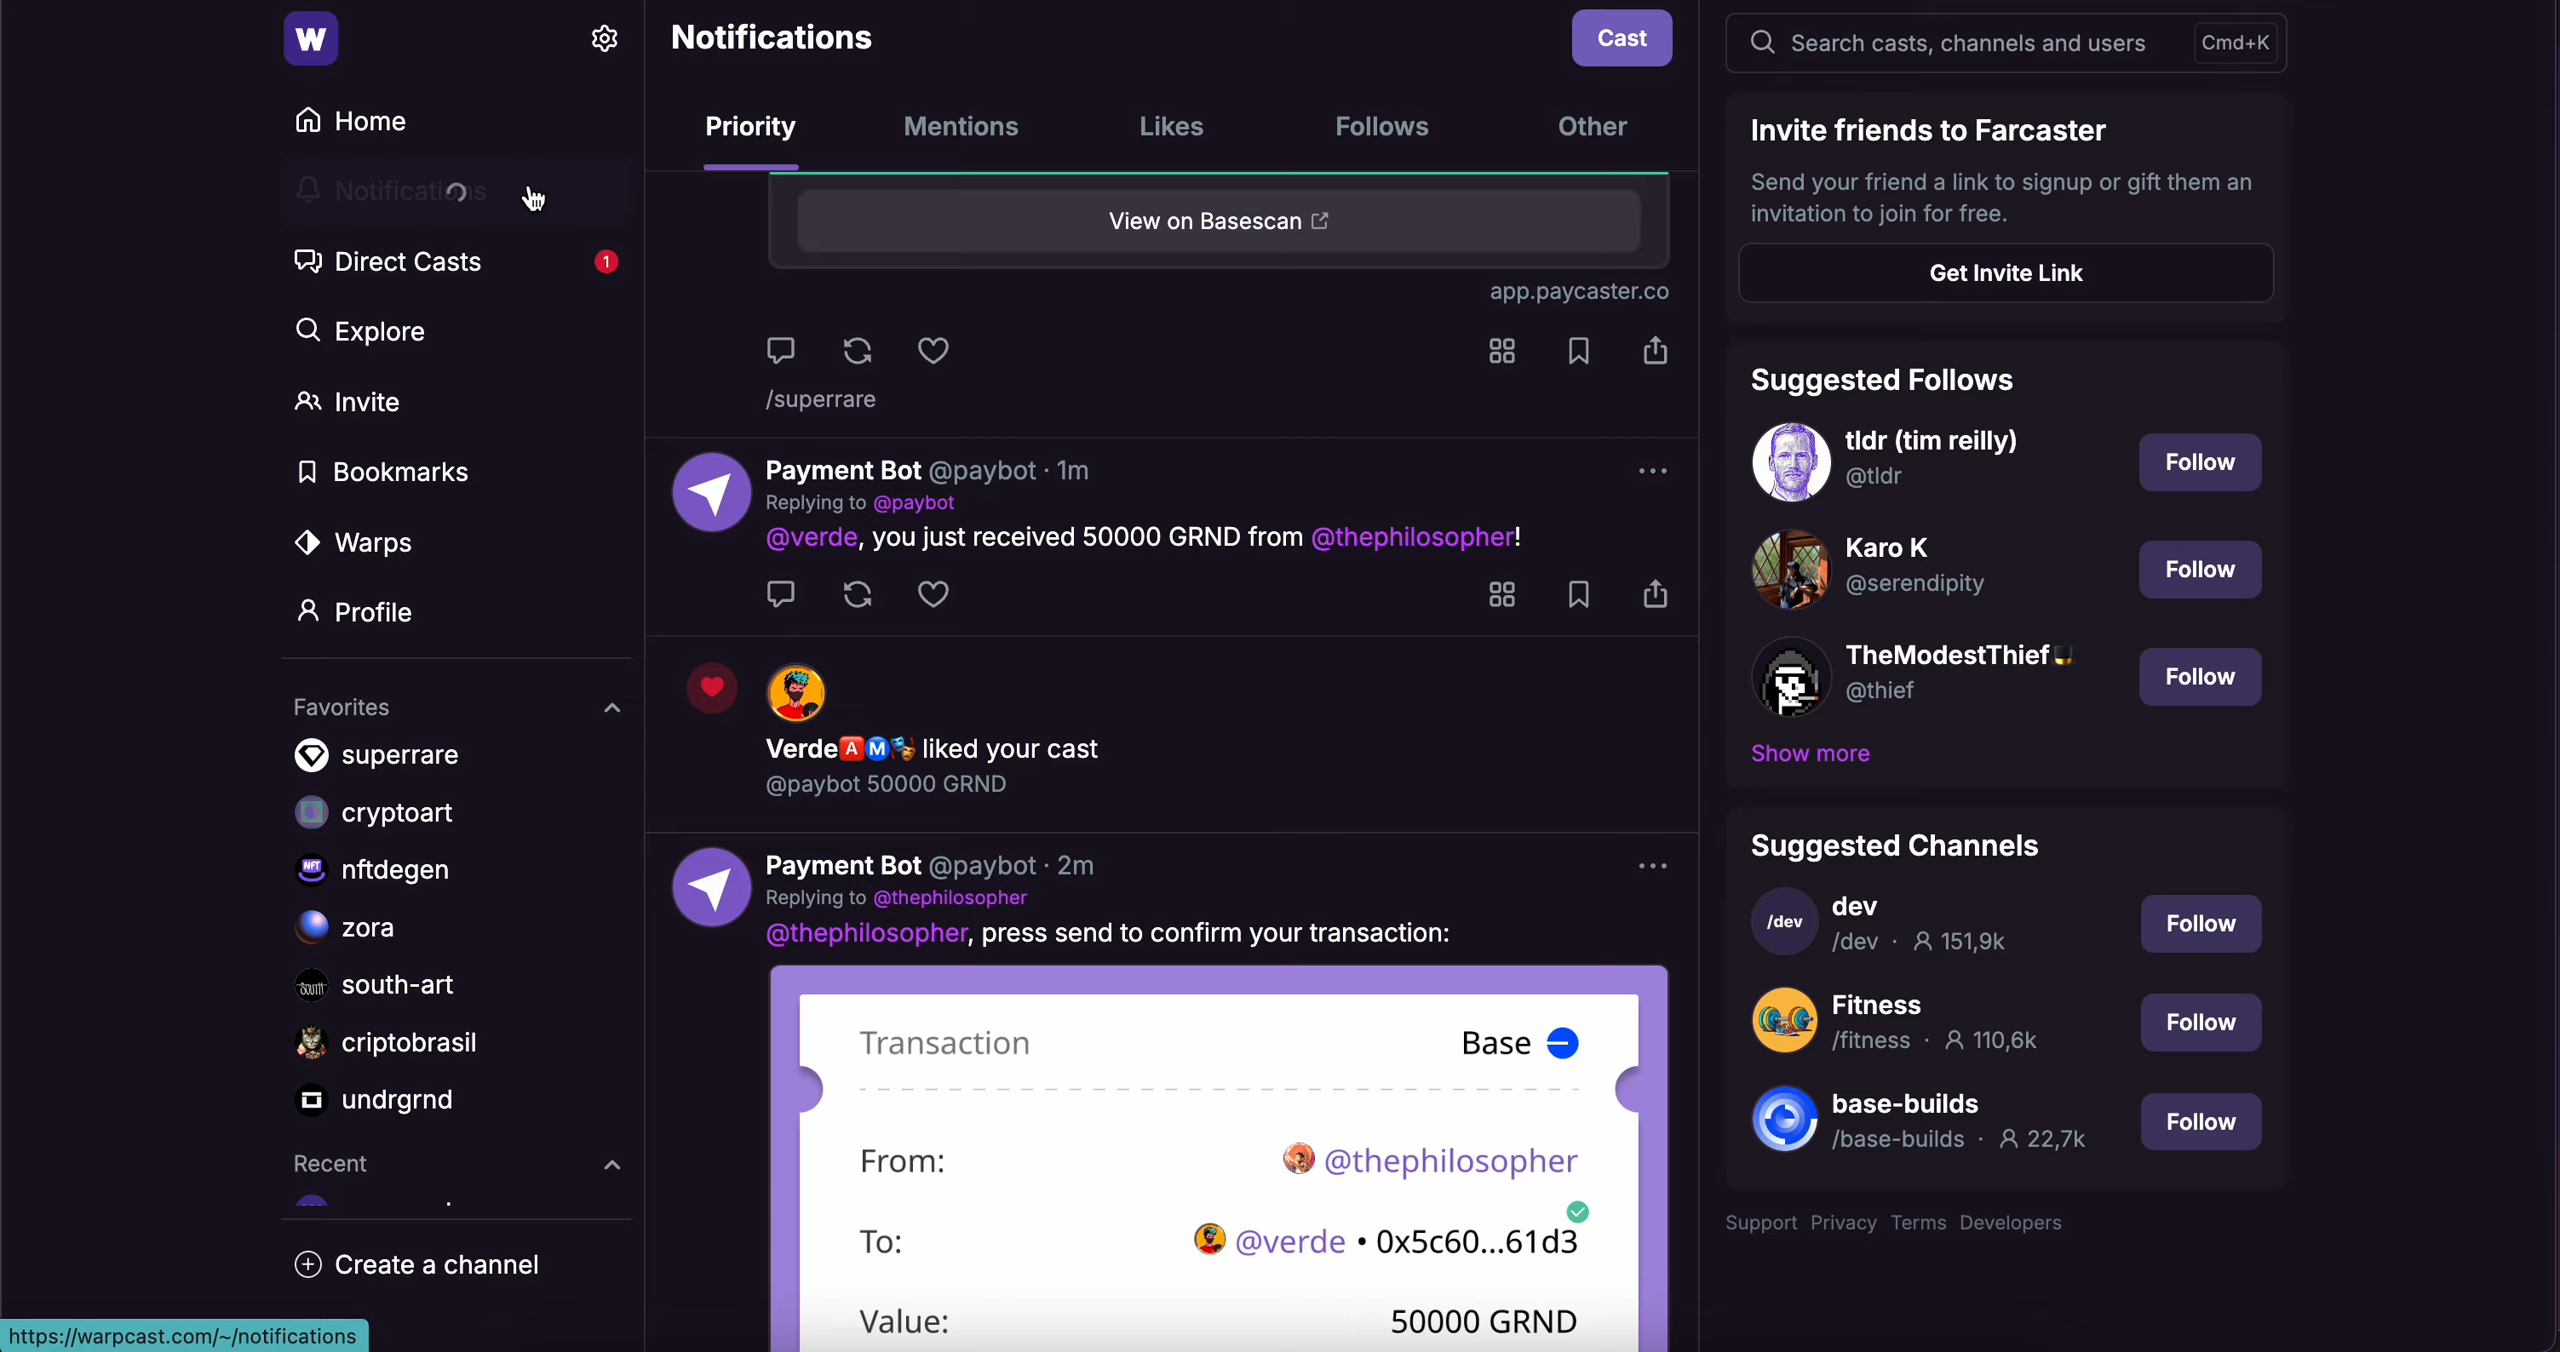 W
Home
Notifications
Direct Casts 1
Explore
Invite
Bookmarks
Warps
Profile
Favorites
superrare
cryptoart
NFT nftdegen
zora
SOUTH south-art
criptobrasil
undrgrnd
Recent
Create a channel
https://warpcast.com/~/notifications
Notifications
Cast
Priority Mentions Likes Follows Other
View on Basescan
app.paycaster.co
/superrare
Payment Bot @paybot · 1m
Replying to @paybot
@verde, you just received 50000 GRND from @thephilosopher!
Verde🅰️Ⓜ️🎭 liked your cast
@paybot 50000 GRND
Payment Bot @paybot · 2m
Replying to @thephilosopher
@thephilosopher, press send to confirm your transaction:
Transaction Base
From: @thephilosopher
To: @verde • 0x5c60...61d3
Value: 50000 GRND
Search casts, channels and users Cmd+K
Invite friends to Farcaster
Send your friend a link to signup or gift them an
invitation to join for free.
Get Invite Link
Suggested Follows
tldr (tim reilly)
@tldr
Follow
Karo K
@serendipity
Follow
TheModestThief🎩
@thief
Follow
Show more
Suggested Channels
/dev
dev
/dev · 151,9k
Follow
Fitness
/fitness · 110,6k
Follow
base-builds
/base-builds · 22,7k
Follow
Support Privacy Terms Developers